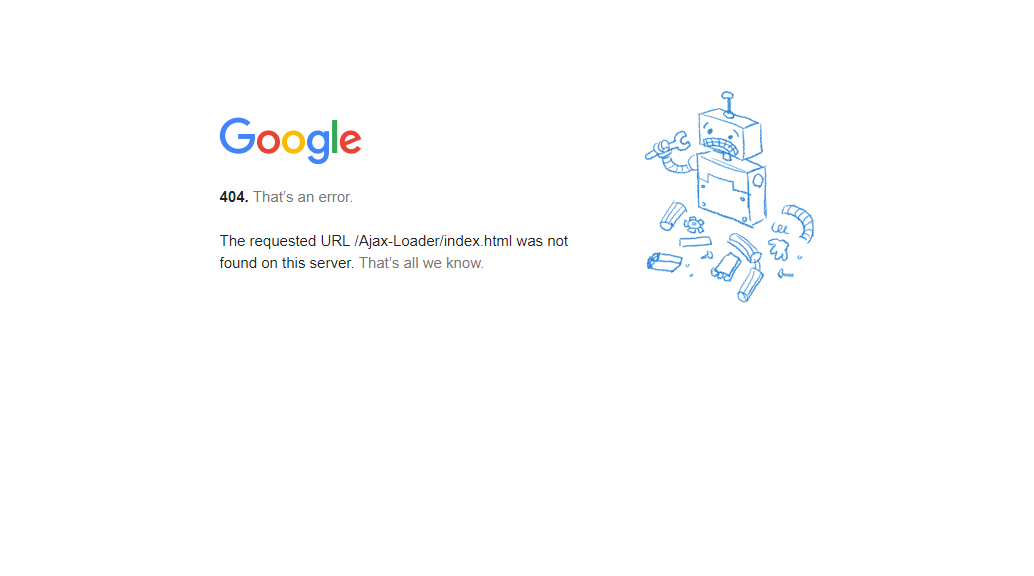 Google
404. That’s an error.
The requested URL /Ajax-Loader/index.html was not
found on this server. That’s all we know.